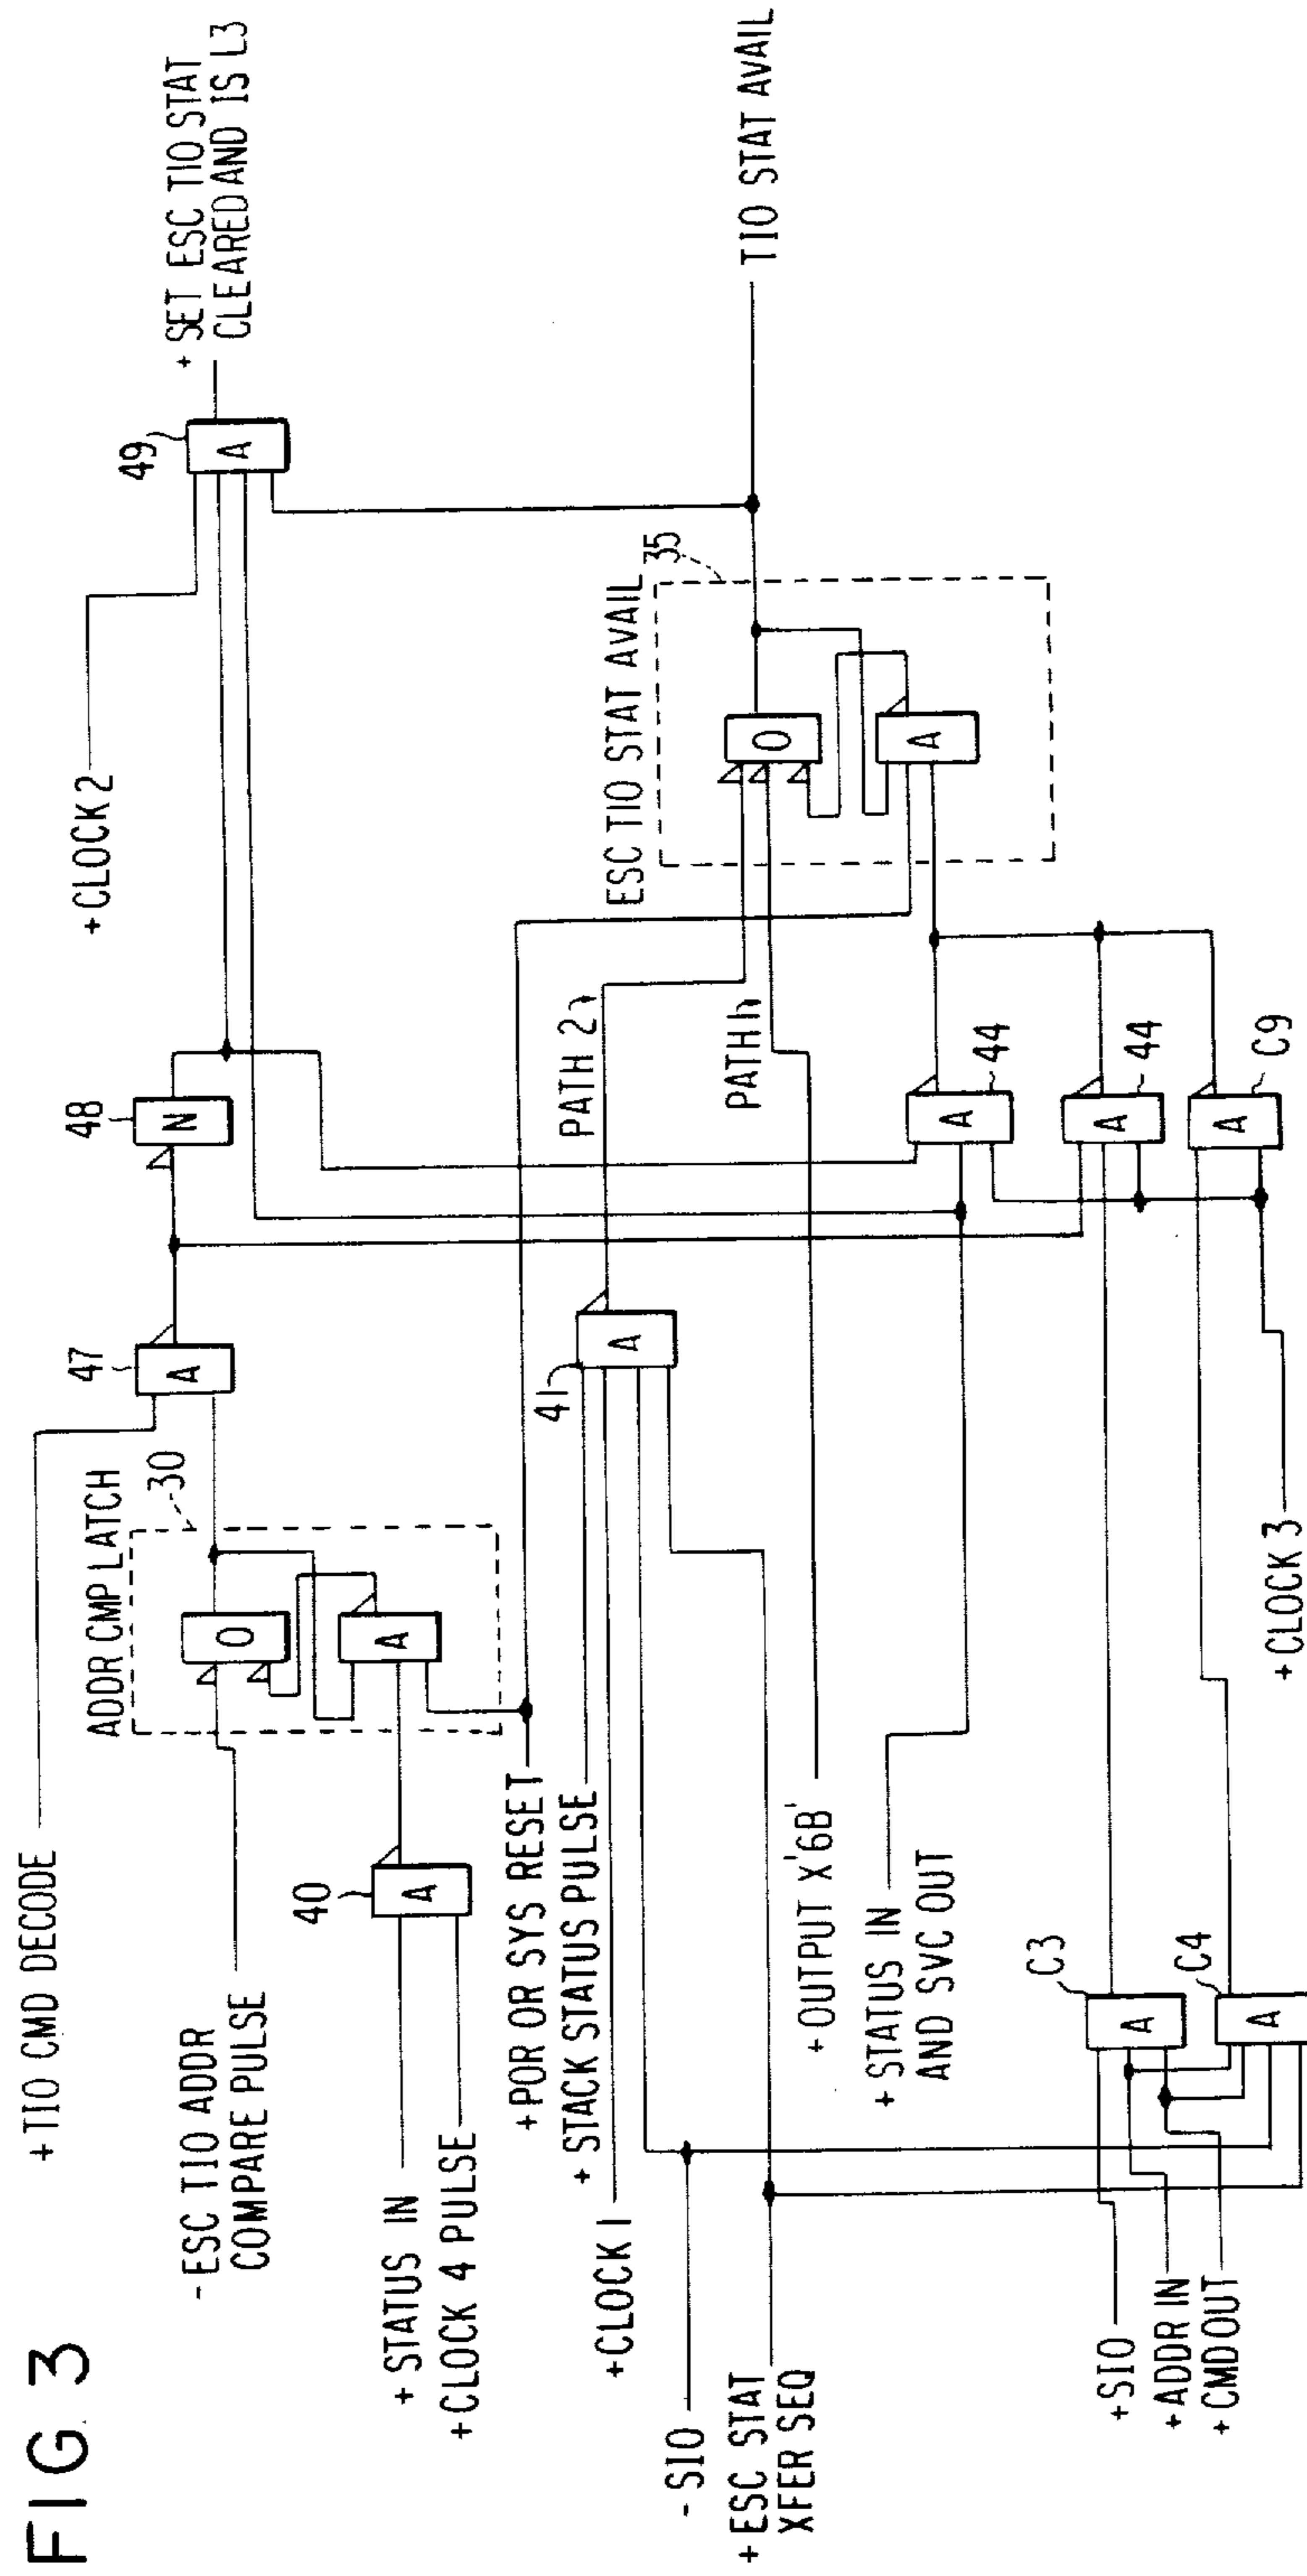 FIG. 3
+TIO CMD DECODE
-ESC TIO ADDR
COMPARE PULSE
ADDR CMP LATCH
30
O
A
+ STATUS IN
+CLOCK 4 PULSE
40
A
47
A
48
N
+CLOCK 2
49
A
+ SET ESC TIO STAT
CLEARED AND IS L3
+POR OR SYS RESET
+ STACK STATUS PULSE
+CLOCK 1
-SIO
+ESC STAT
XFER SEQ
41
A
PATH 2
PATH 1
+OUTPUT X'6B'
+ STATUS IN
AND SVC OUT
ESC TIO STAT AVAIL
35
O
A
TIO STAT AVAIL
A
44
A
44
A
C9
+SIO
+ADDR IN
+CMDOUT
C3
A
C4
A
+CLOCK 3